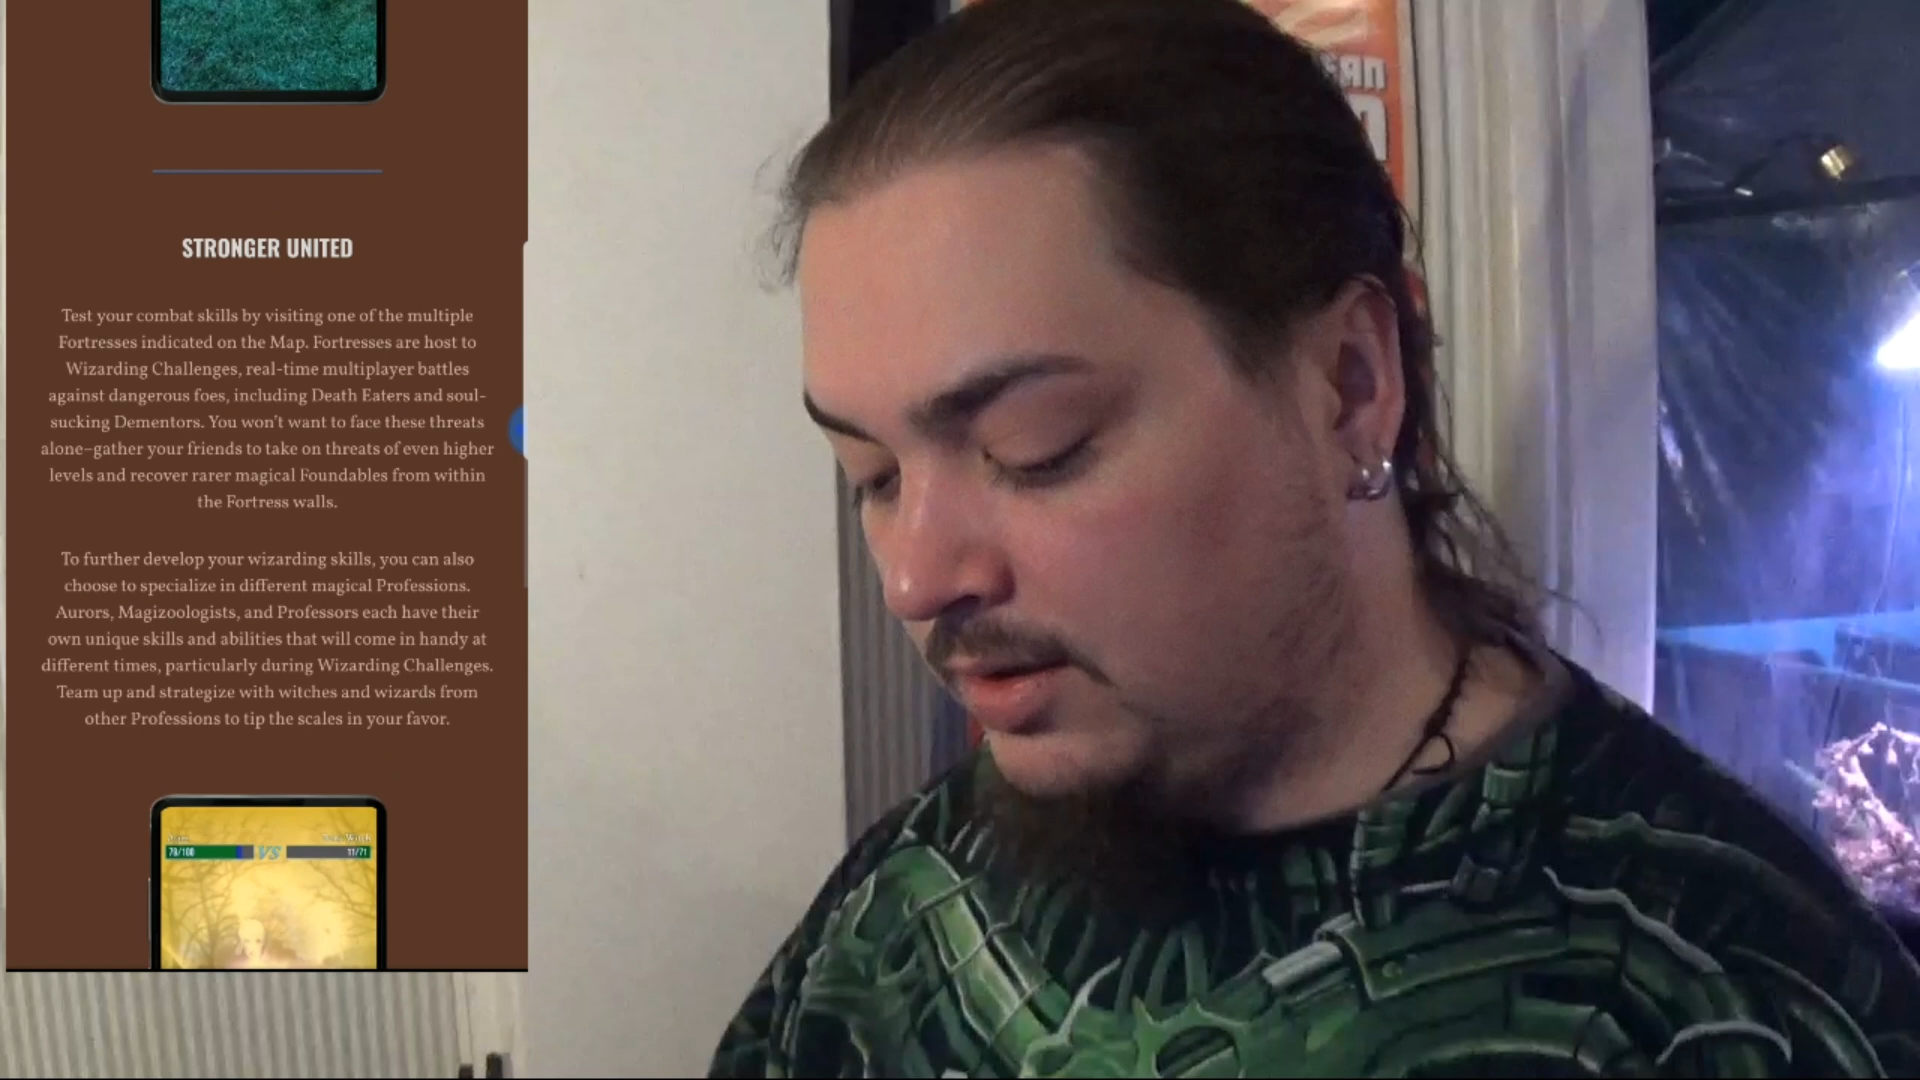 STRONGER UNITED
Test your combat skills by visiting one of the multiple
Fortresses indicated on the Map. Fortresses are host to
Wizarding Challenges, real-time multiplayer battles
against dangerous foes, including Death Eaters and soul-
sucking Dementors. You won't want to face these threats
alone–gather your friends to take on threats of even higher
levels and recover rarer magical Foundables from within
the Fortress walls.
To further develop your wizarding skills, you can also
choose to specialize in different magical Professions.
Aurors, Magizoologists, and Professors each have their
own unique skills and abilities that will come in handy at
different times, particularly during Wizarding Challenges.
Team up and strategize with witches and wizards from
other Professions to tip the scales in your favor.
78/100 VS 11/71